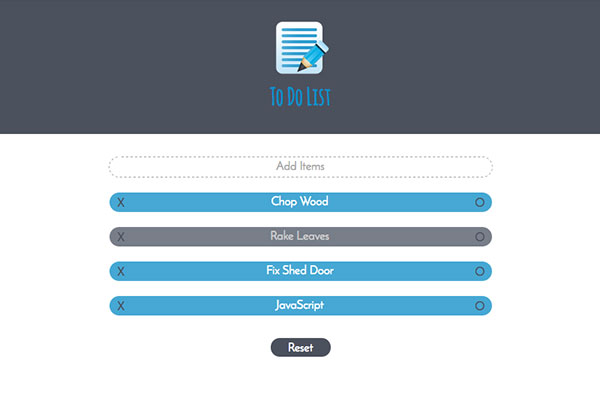 To Do List
Add Items
X Chop Wood O
X Rake Leaves O
X Fix Shed Door O
X JavaScript O
Reset